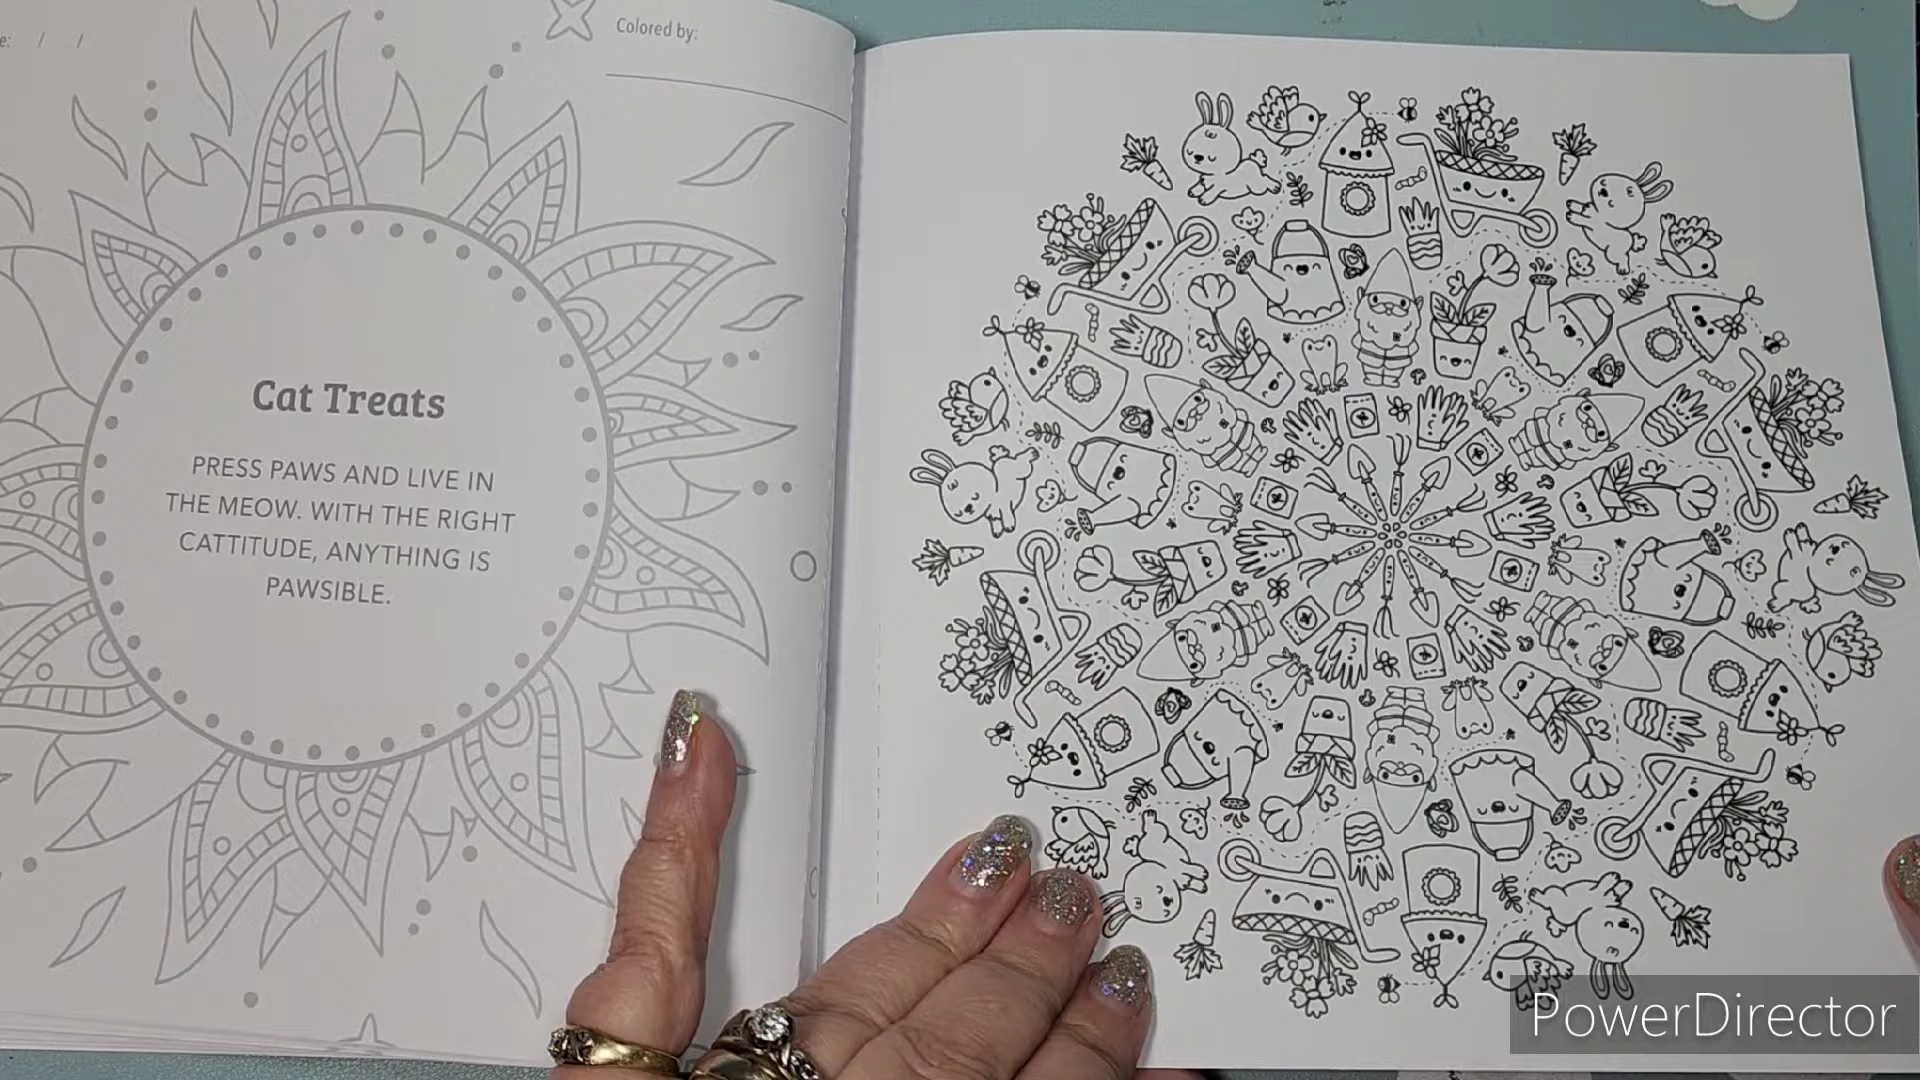 e: / /
Colored by:
Cat Treats
PRESS PAWS AND LIVE IN
THE MEOW. WITH THE RIGHT
CATTITUDE, ANYTHING IS
PAWSIBLE.
PowerDirector